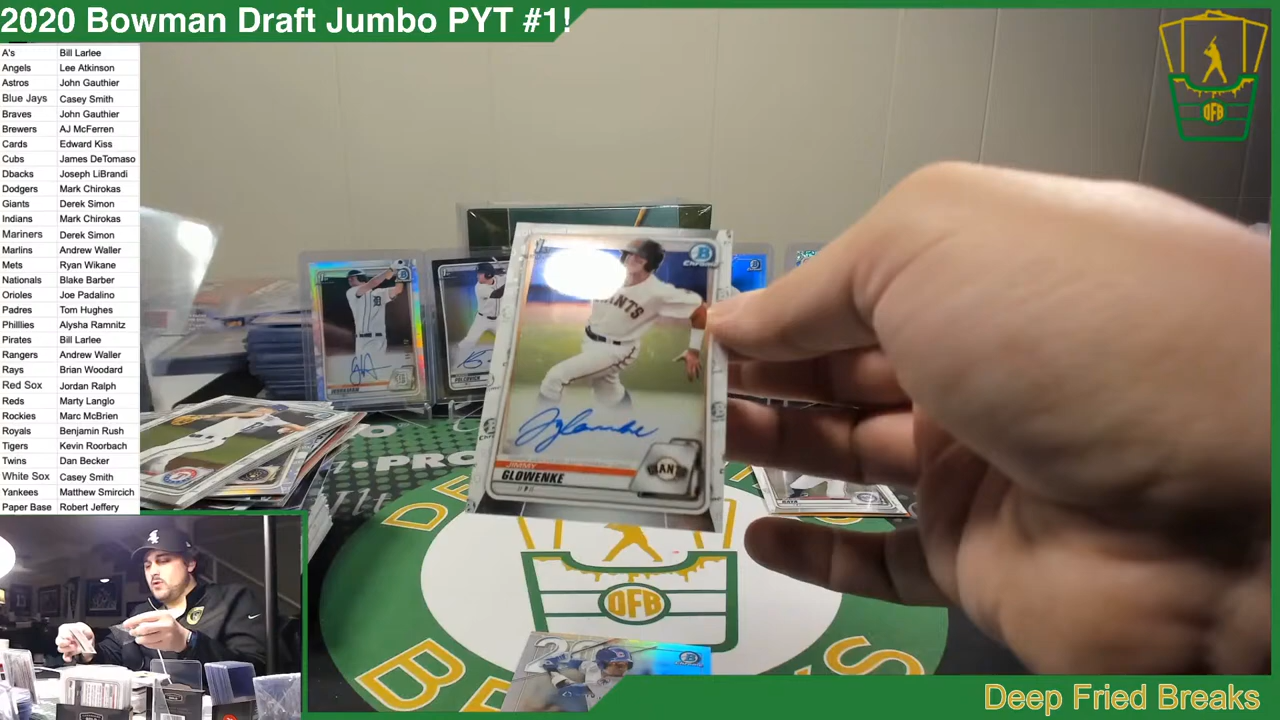 2020 Bowman Draft Jumbo PYT #1!
A's Bill Larlee
Angels Lee Atkinson
Astros John Gauthier
Blue Jays Casey Smith
Braves John Gauthier
Brewers AJ McFerren
Cards Edward Kiss
Cubs James DeTomaso
Dbacks Joseph LiBrandi
Dodgers Mark Chirokas
Giants Derek Simon
Indians Mark Chirokas
Mariners Derek Simon
Marlins Andrew Waller
Mets Ryan Wikane
Nationals Blake Barber
Orioles Joe Padalino
Padres Tom Hughes
Philllies Alysha Ramnitz
Pirates Bill Larlee
Rangers Andrew Waller
Rays Brian Woodard
Red Sox Jordan Ralph
Reds Marty Langlo
Rockies Marc McBrien
Royals Benjamin Rush
Tigers Kevin Roorbach
Twins Dan Becker
White Sox Casey Smith
Yankees Matthew Smircich
Paper Base Robert Jeffery
DFB
B
Chrome
JIMMY
GLOWENKE
GIANTS
PRO
DFB
Deep Fried Breaks